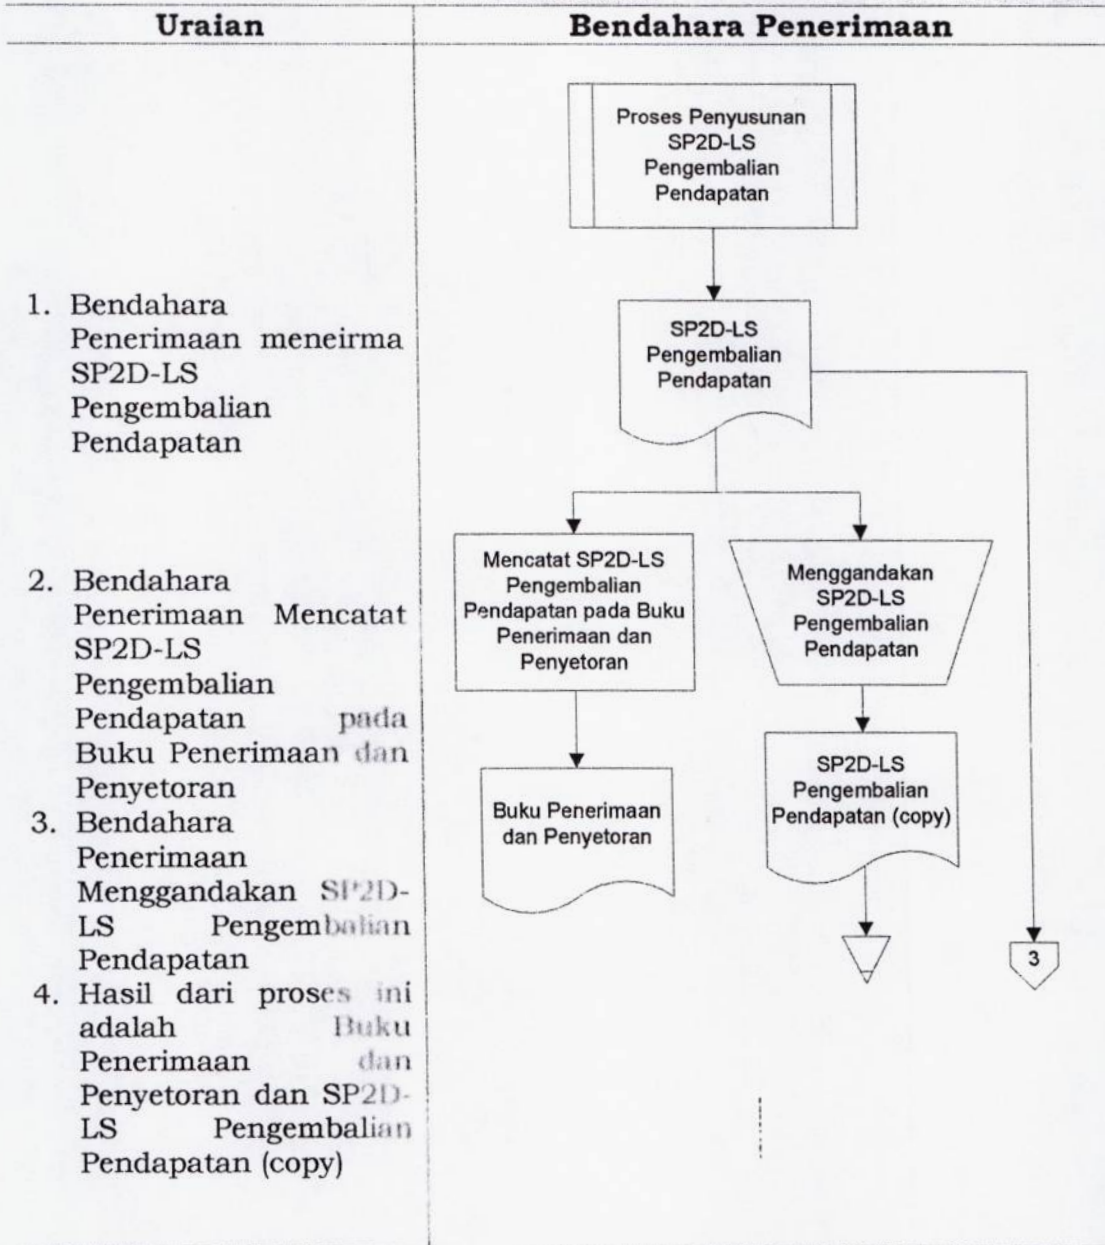 Uraian
Bendahara Penerimaan
1. Bendahara
Penerimaan meneirma
SP2D-LS
Pengembalian
Pendapatan
2. Bendahara
Penerimaan Mencatat
SP2D-LS
Pengembalian
Pendapatan pada
Buku Penerimaan dan
Penyetoran
3. Bendahara
Penerimaan
Menggandakan SP2D-
LS Pengembalian
Pendapatan
4. Hasil dari proses ini
adalah Buku
Penerimaan dan
Penyetoran dan SP2D-
LS Pengembalian
Pendapatan (copy)
Proses Penyusunan
SP2D-LS
Pengembalian
Pendapatan
SP2D-LS
Pengembalian
Pendapatan
Mencatat SP2D-LS
Pengembalian
Pendapatan pada Buku
Penerimaan dan
Penyetoran
Menggandakan
SP2D-LS
Pengembalian
Pendapatan
Buku Penerimaan
dan Penyetoran
SP2D-LS
Pengembalian
Pendapatan (copy)
3